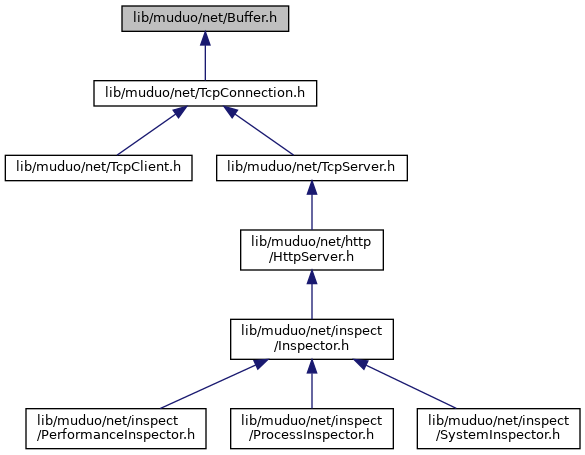 lib/muduo/net/Buffer.h
lib/muduo/net/TcpConnection.h
lib/muduo/net/TcpClient.h
lib/muduo/net/TcpServer.h
lib/muduo/net/http
/HttpServer.h
lib/muduo/net/inspect
/Inspector.h
lib/muduo/net/inspect
/PerformanceInspector.h
lib/muduo/net/inspect
/ProcessInspector.h
lib/muduo/net/inspect
/SystemInspector.h